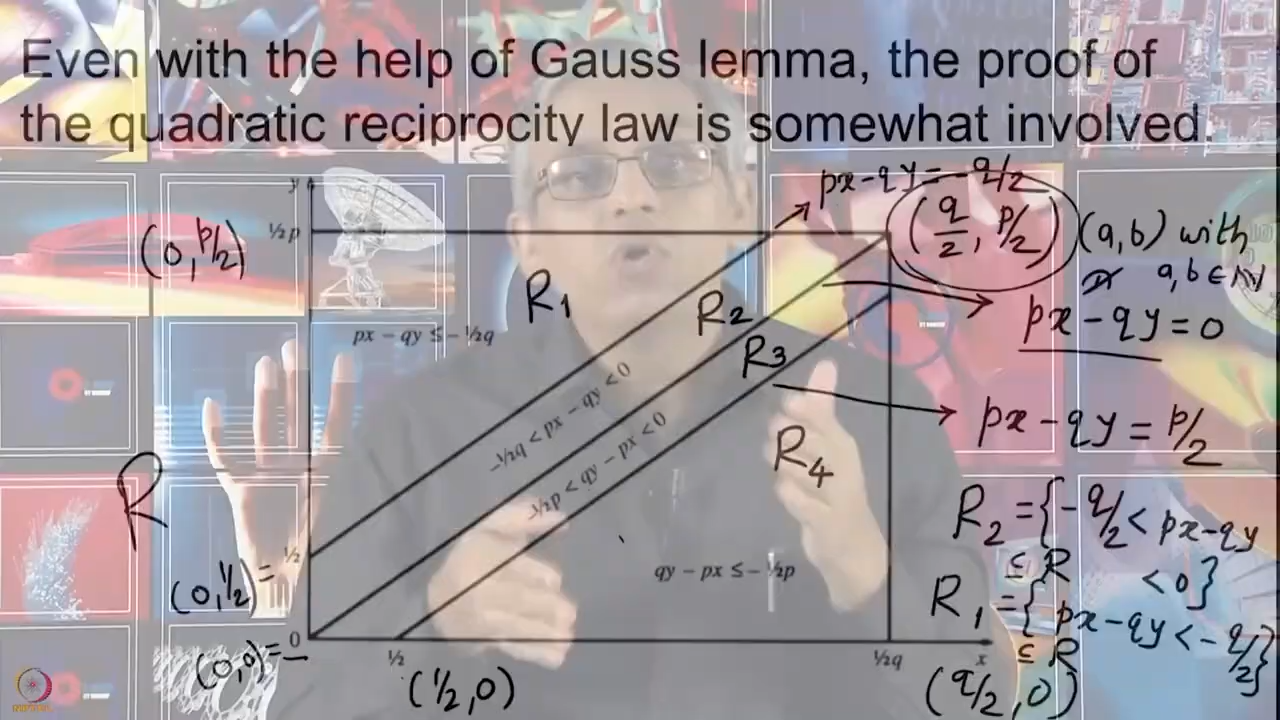 Even with the help of Gauss lemma, the proof of
the quadratic reciprocity law is somewhat involved.
px-qy = -q/2
y
½p
(0, p/2)
(q/2, p/2)
(a,b) with
a,b ∈ N
R1
R2
px - qy ≤ -½q
px-qy = 0
R3
-½q < px - qy < 0
-½p < qy - px < 0
px-qy = p/2
R4
R
R2 = {-q/2 < px-qy
⊆ R
< 0}
½
(0, ½) =
qy - px ≤ -½p
R1 = { px-qy < -q/2}
⊆ R
0
(0,0) =
½
½q
x
(½, 0)
(q/2, 0)